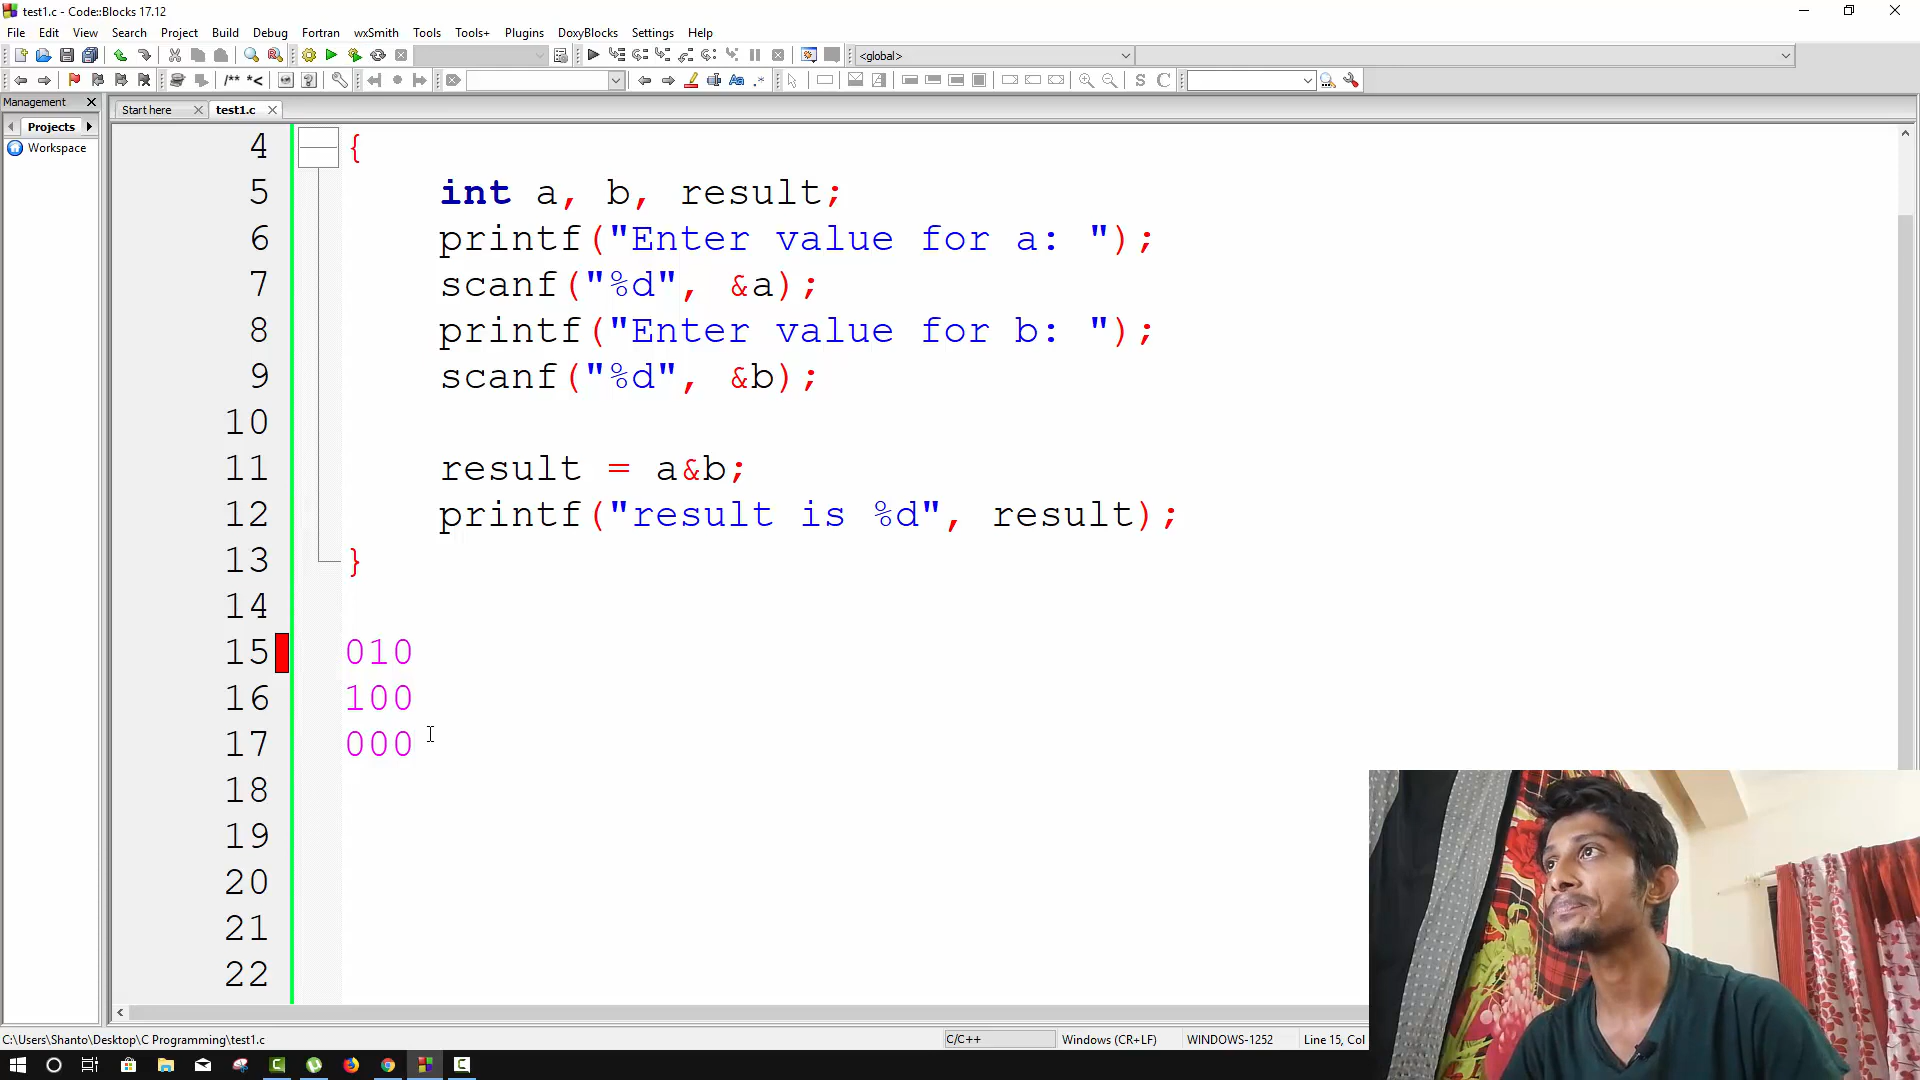 test1.c - Code::Blocks 17.12
File Edit View Search Project Build Debug Fortran wxSmith Tools Tools+ Plugins DoxyBlocks Settings Help
<global>
/** *<
Aa .*
S C
Management
Start here test1.c
Projects
Workspace
4 {
5 int a, b, result;
6 printf("Enter value for a: ");
7 scanf("%d", &a);
8 printf("Enter value for b: ");
9 scanf("%d", &b);
10
11 result = a&b;
12 printf("result is %d", result);
13 }
14
15 010
16 100
17 000
18
19
20
21
22
C:\Users\Shanto\Desktop\C Programming\test1.c C/C++ Windows (CR+LF) WINDOWS-1252 Line 15, Col